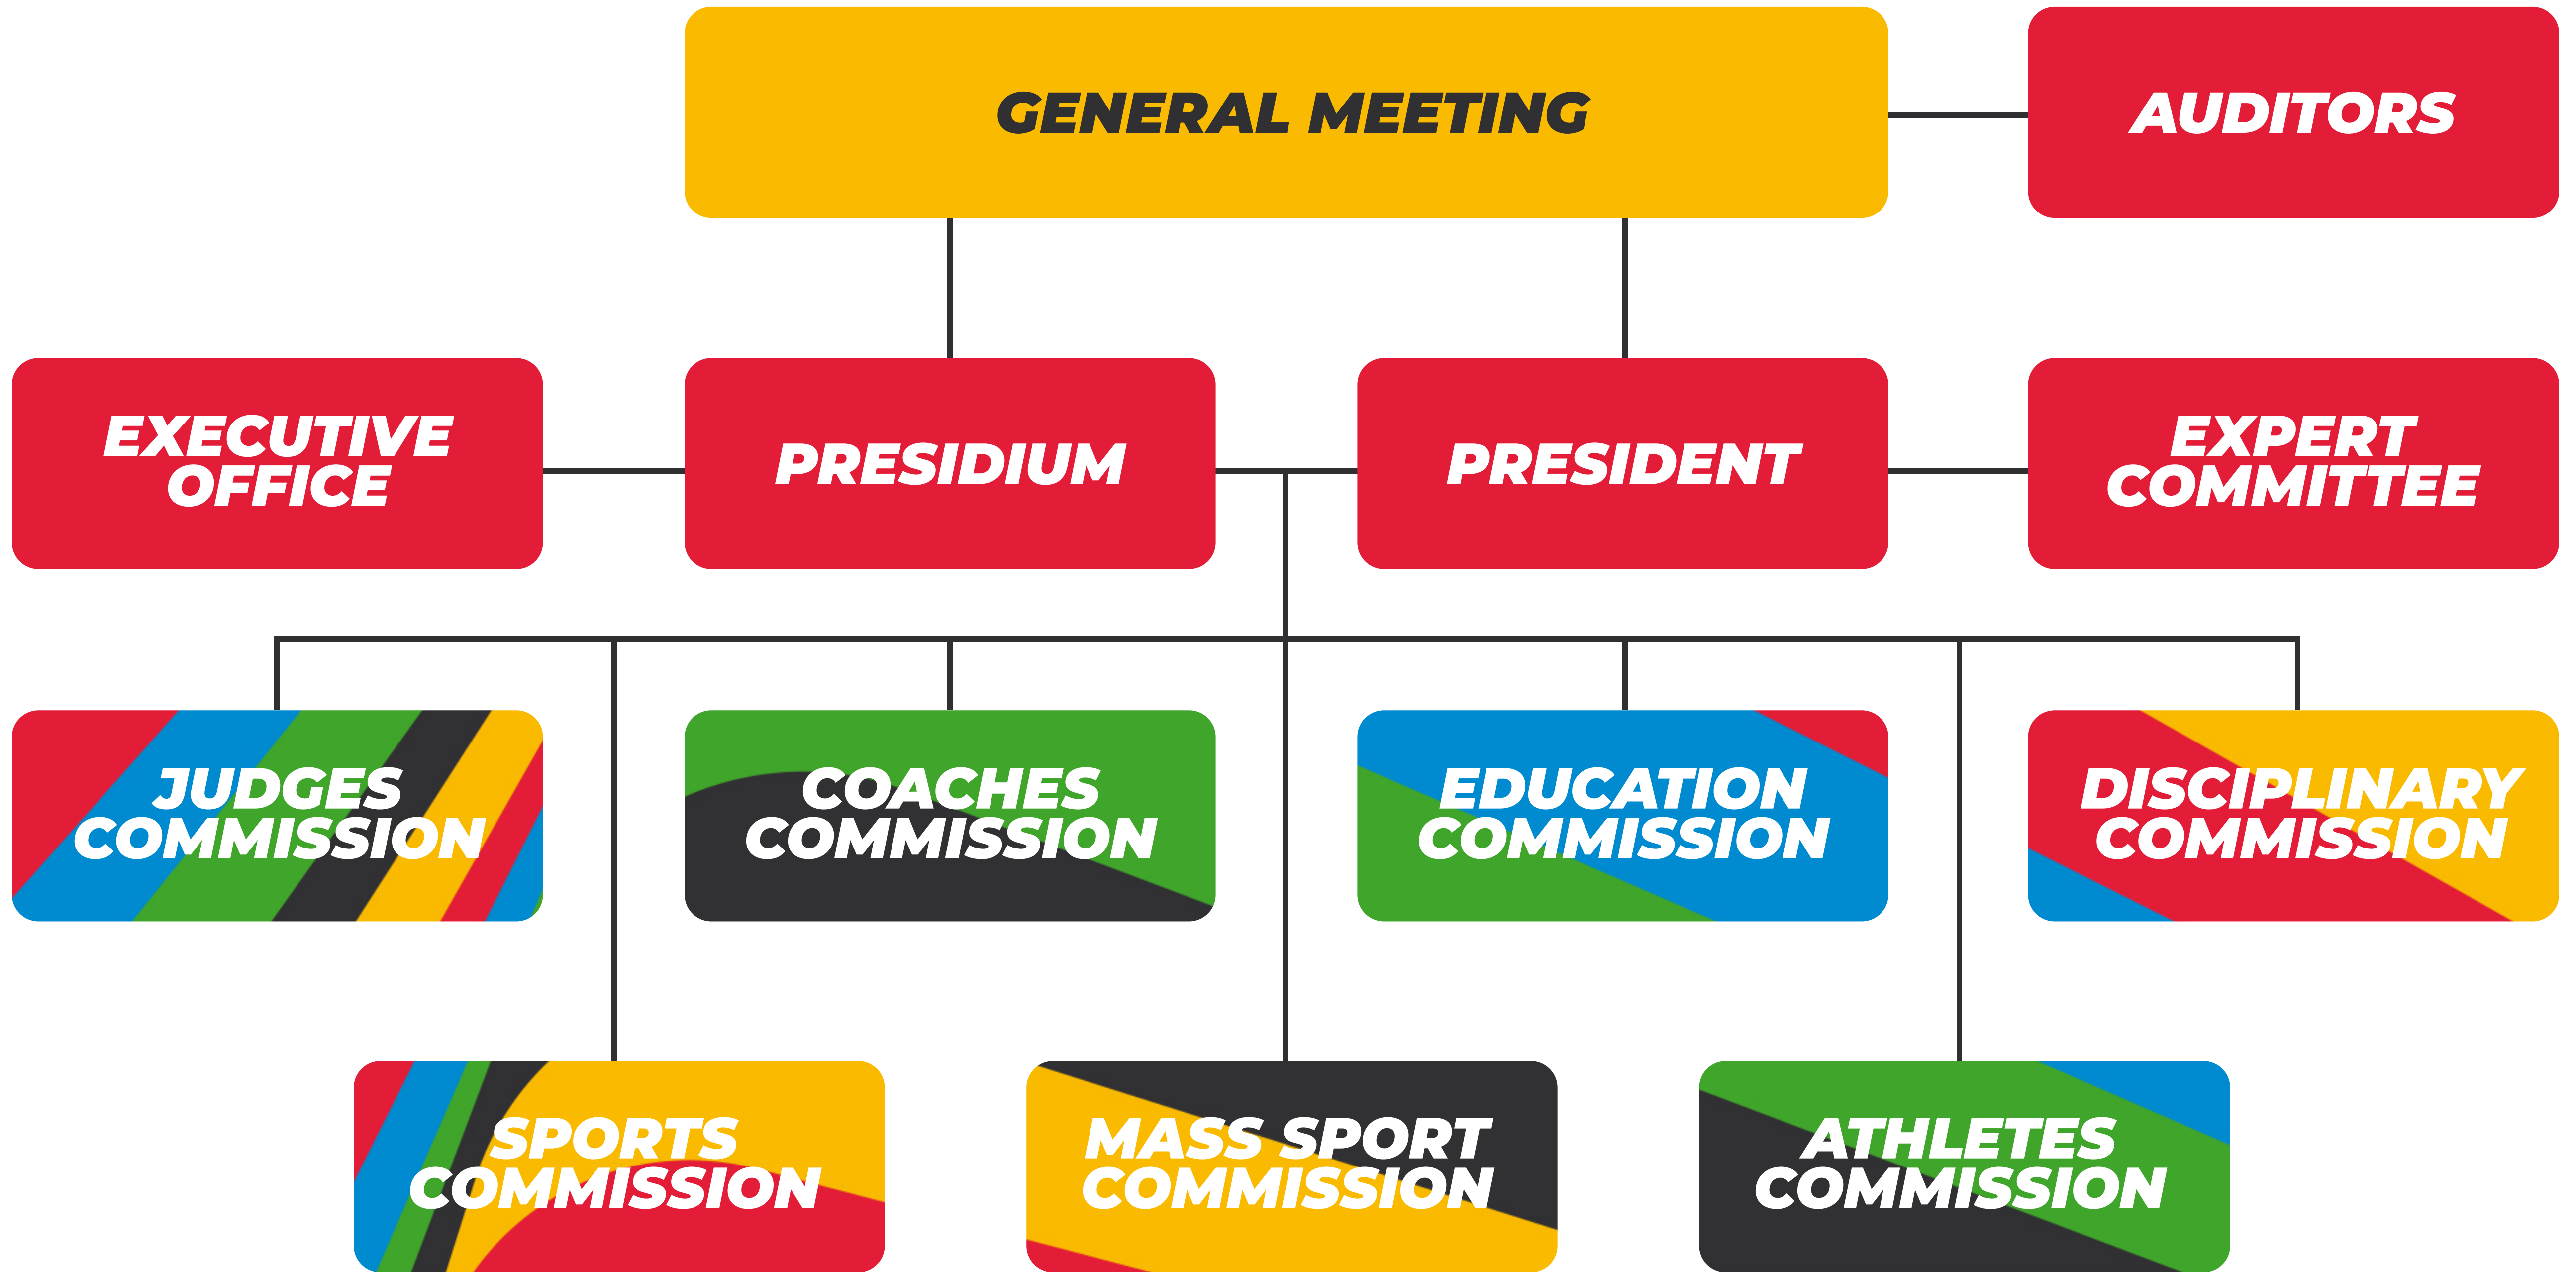 GENERAL MEETING
AUDITORS
EXECUTIVE
OFFICE
PRESIDIUM
PRESIDENT
EXPERT
COMMITTEE
JUDGES
COMMISSION
COACHES
COMMISSION
EDUCATION
COMMISSION
DISCIPLINARY
COMMISSION
SPORTS
COMMISSION
MASS SPORT
COMMISSION
ATHLETES
COMMISSION